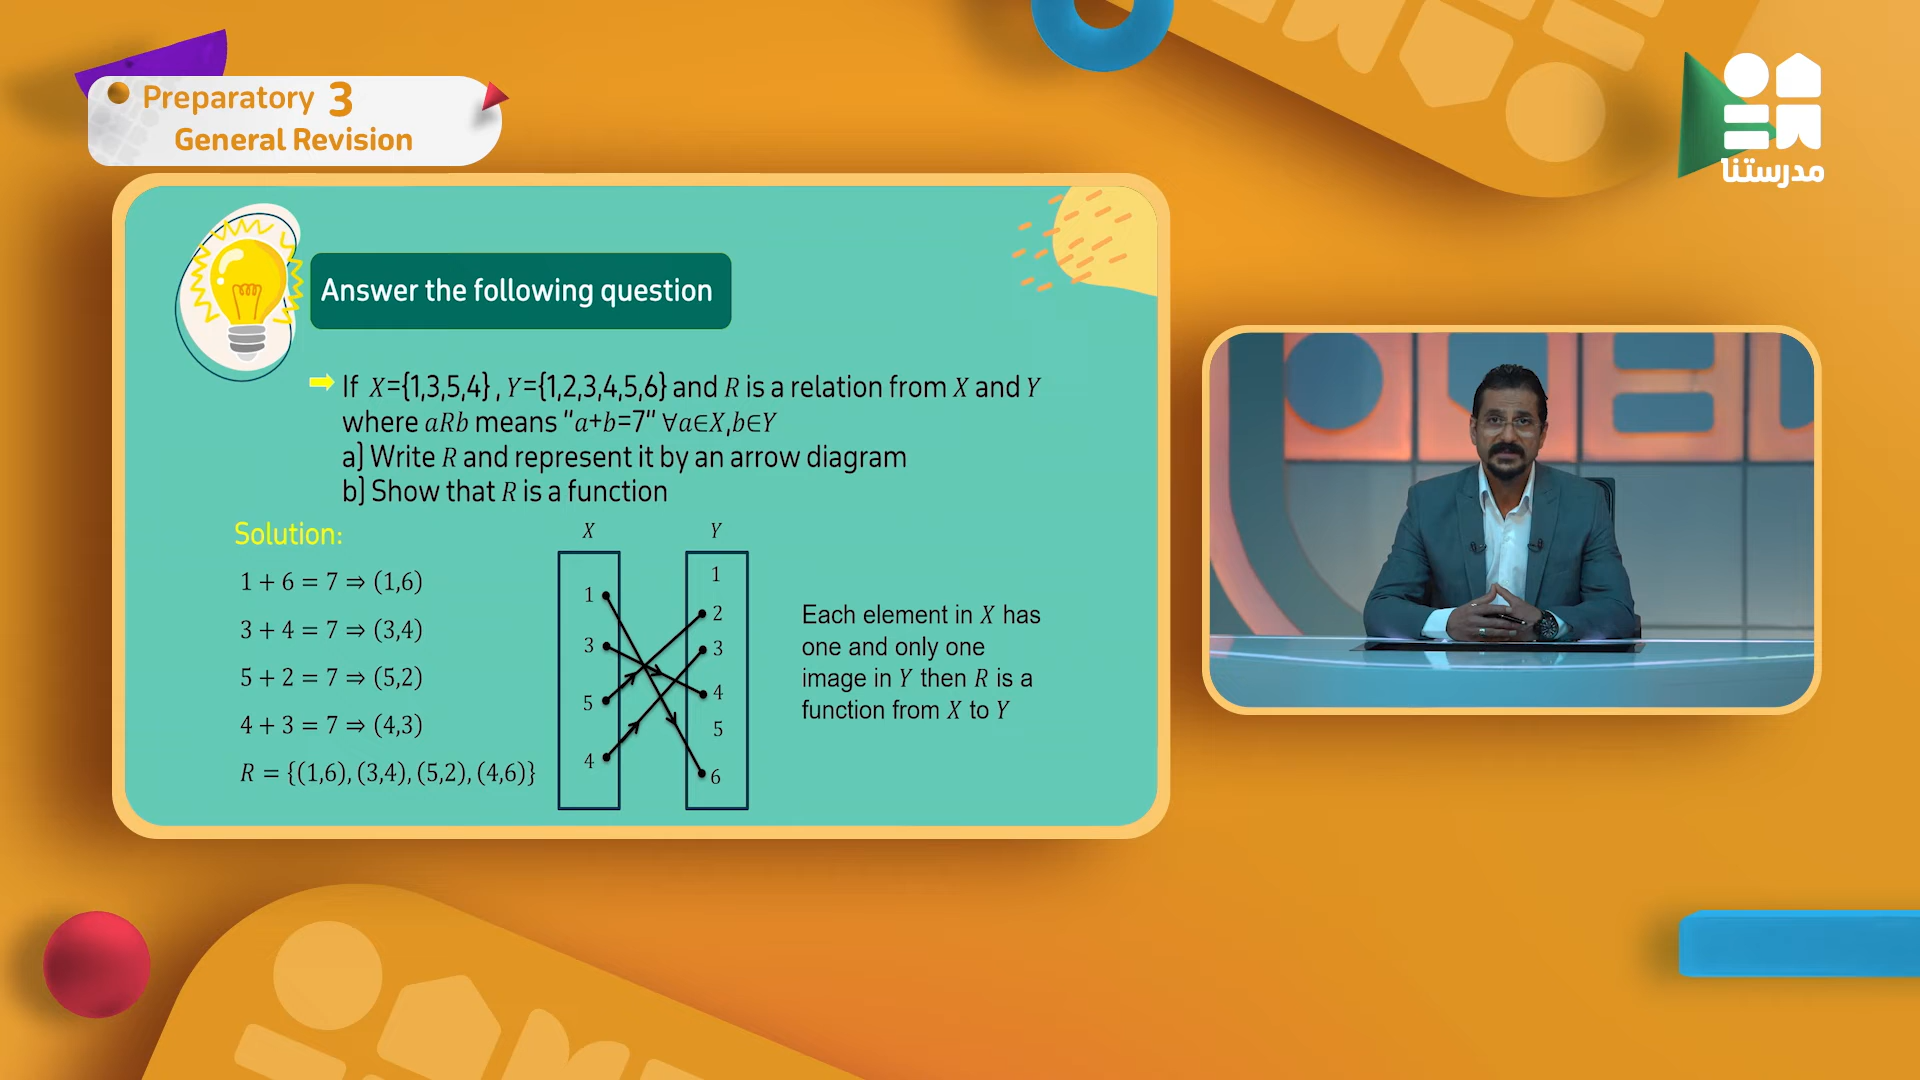 Preparatory 3
General Revision
مدرستنا
Answer the following question
If X={1,3,5,4} , Y={1,2,3,4,5,6} and R is a relation from X and Y
where aRb means "a+b=7" ∀a∈X,b∈Y
a) Write R and represent it by an arrow diagram
b) Show that R is a function
Solution:
1 + 6 = 7 ⇒ (1,6)
3 + 4 = 7 ⇒ (3,4)
5 + 2 = 7 ⇒ (5,2)
4 + 3 = 7 ⇒ (4,3)
R = {(1,6), (3,4), (5,2), (4,6)}
X
1
3
5
4
Y
1
2
3
4
5
6
Each element in X has
one and only one
image in Y then R is a
function from X to Y